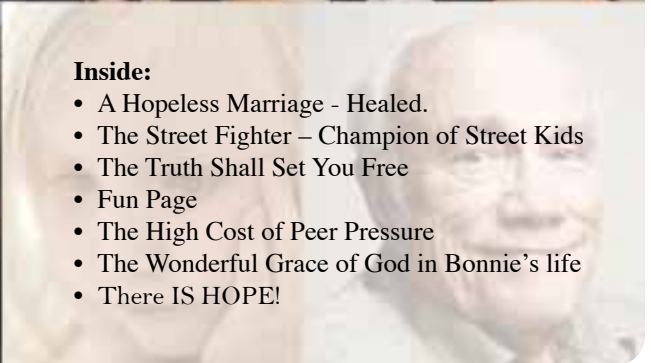 Inside:
• A Hopeless Marriage - Healed.
• The Street Fighter – Champion of Street Kids
• The Truth Shall Set You Free
• Fun Page
• The High Cost of Peer Pressure
• The Wonderful Grace of God in Bonnie’s life
• There IS HOPE!